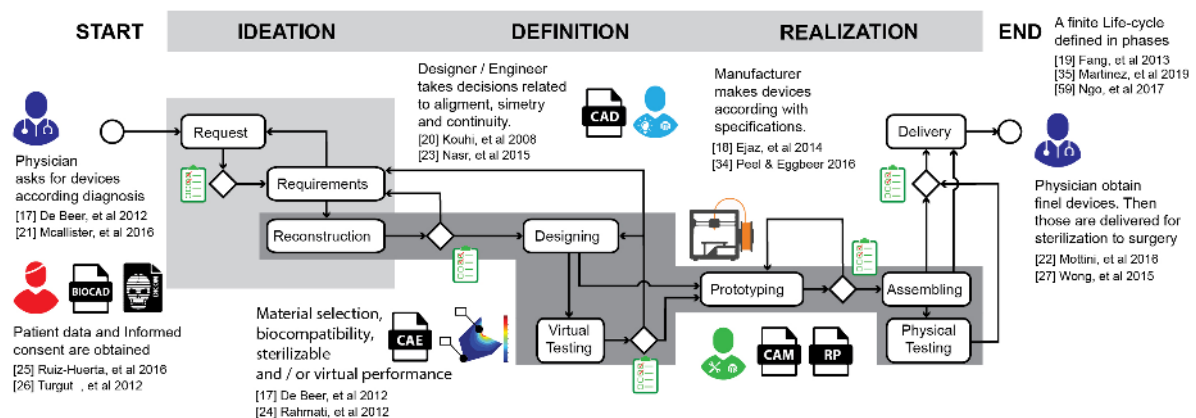 START
IDEATION
DEFINITION
REALIZATION
END
A finite Life-cycle
defined in phases
[19] Fang, et al 2013
[35] Martinez, et al 2019
[59] Ngo, et al 2017
Physician
asks for devices
according diagnosis
[17] De Beer, et al 2012
[21] Mcallister, et al 2016
BIOCAD
DICOM
Patient data and Informed
consent are obtained
[25] Ruiz-Huerta, et al 2016
[26] Turgut , et al 2012
Request
Requirements
Reconstruction
Designer / Engineer
takes decisions related
to aligment, simetry
and continuity.
[20] Kouhi, et al 2008
[23] Nasr, et al 2015
CAD
Designing
Virtual
Testing
Material selection,
biocompatibility,
sterilizable
and / or virtual performance
[17] De Beer, et al 2012
[24] Rahmati, et al 2012
CAE
Manufacturer
makes devices
according with
specifications.
[18] Ejaz, et al 2014
[34] Peel & Eggbeer 2016
Prototyping
CAM
RP
Assembling
Physical
Testing
Delivery
Physician obtain
finel devices. Then
those are delivered for
sterilization to surgery
[22] Mottini, et al 2016
[27] Wong, et al 2015